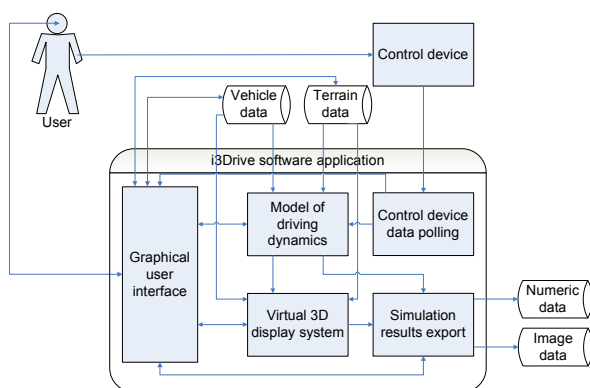 Control device
User
Vehicle
data
Terrain
data
i3Drive software application
Graphical
user
interface
Model of
driving
dynamics
Control device
data polling
Virtual 3D
display system
Simulation
results export
Numeric
data
Image
data